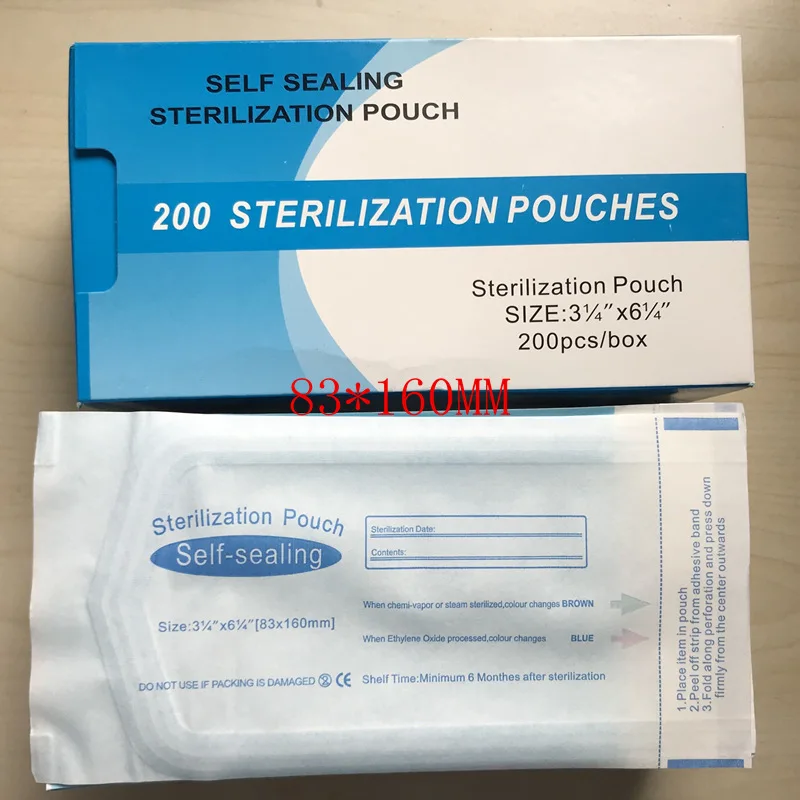 SELF SEALING
STERILIZATION POUCH
200 STERILIZATION POUCHES
Sterilization Pouch
SIZE:3¼″x6¼″
200pcs/box
83*160MM
Sterilization Pouch
Self-sealing
Size:3¼″x6¼″[83x160mm]
DO NOT USE IF PACKING IS DAMAGED CE
Sterilization Date:
Contents:
When chemi-vapor or steam sterilized,colour changes BROWN
When Ethylene Oxide processed,colour changes BLUE
Shelf Time:Minimum 6 Monthes after sterilization
1.Place item in pouch
2.Peel off strip from adhesive band
3.Fold along perforation and press down
firmly from the center outwards